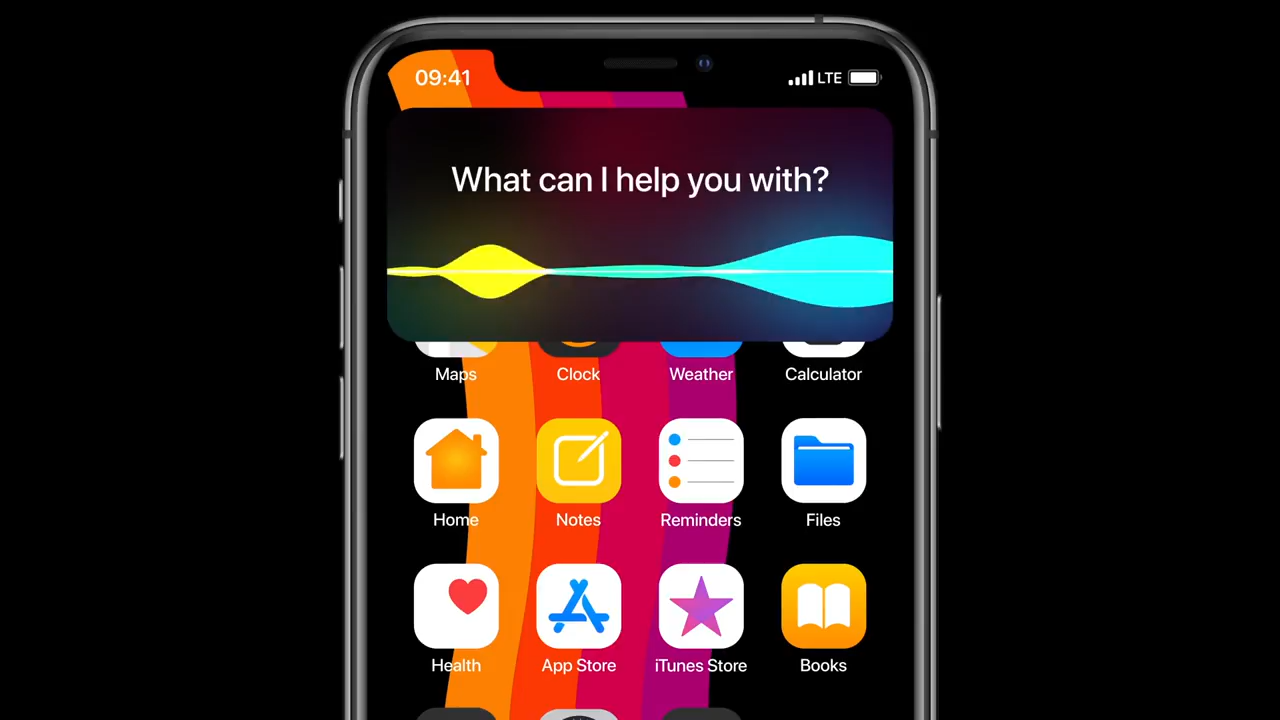 09:41 LTE
What can I help you with?
Maps Clock Weather Calculator
Home Notes Reminders Files
Health App Store iTunes Store Books